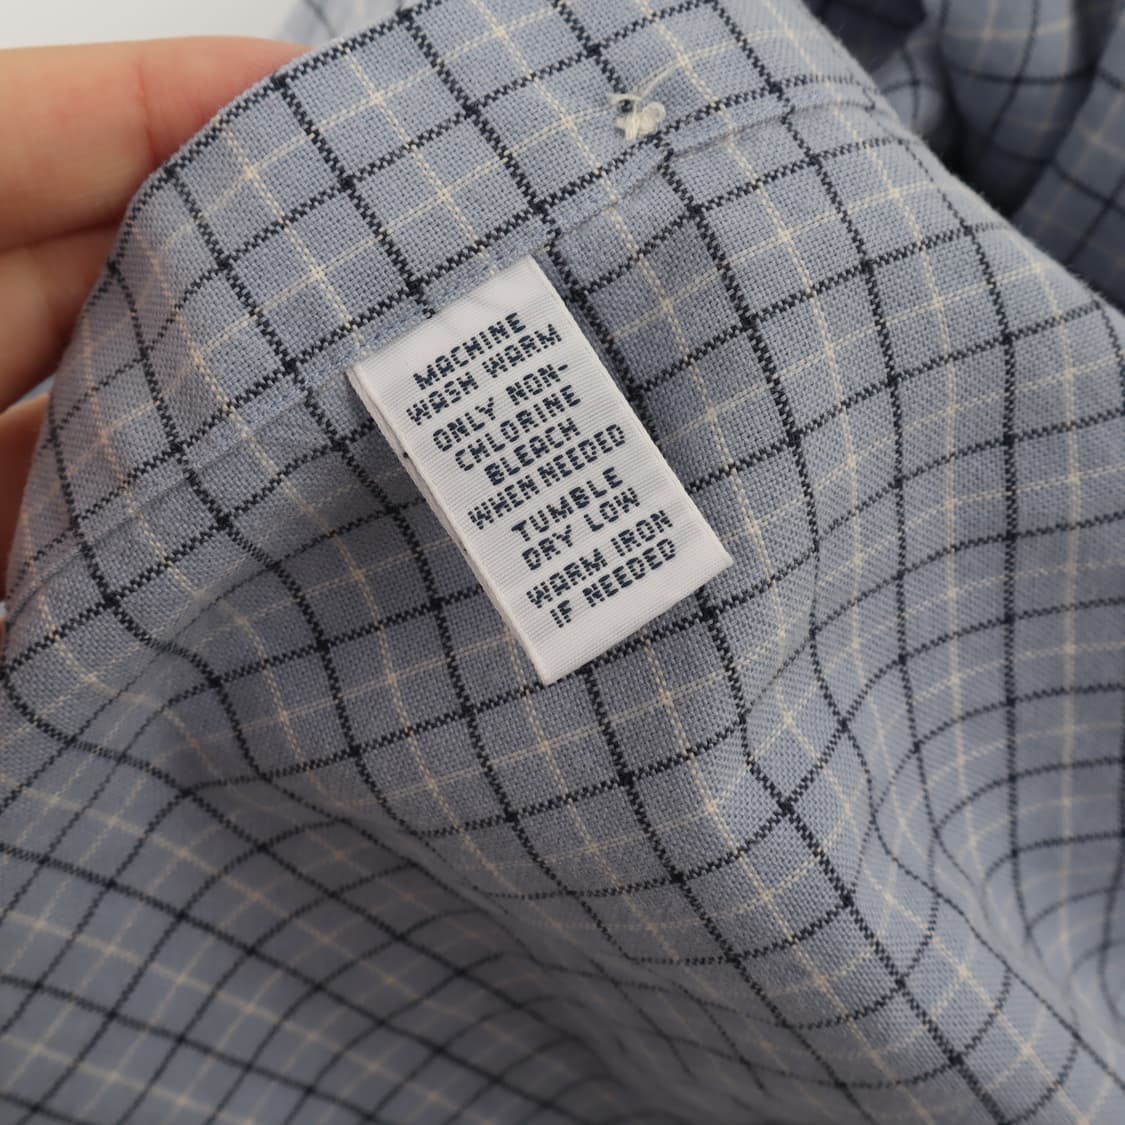 MACHINE
WASH WARM
ONLY NON-
CHLORINE
BLEACH
WHEN NEEDED
TUMBLE
DRY LOW
WARM IRON
IF NEEDED